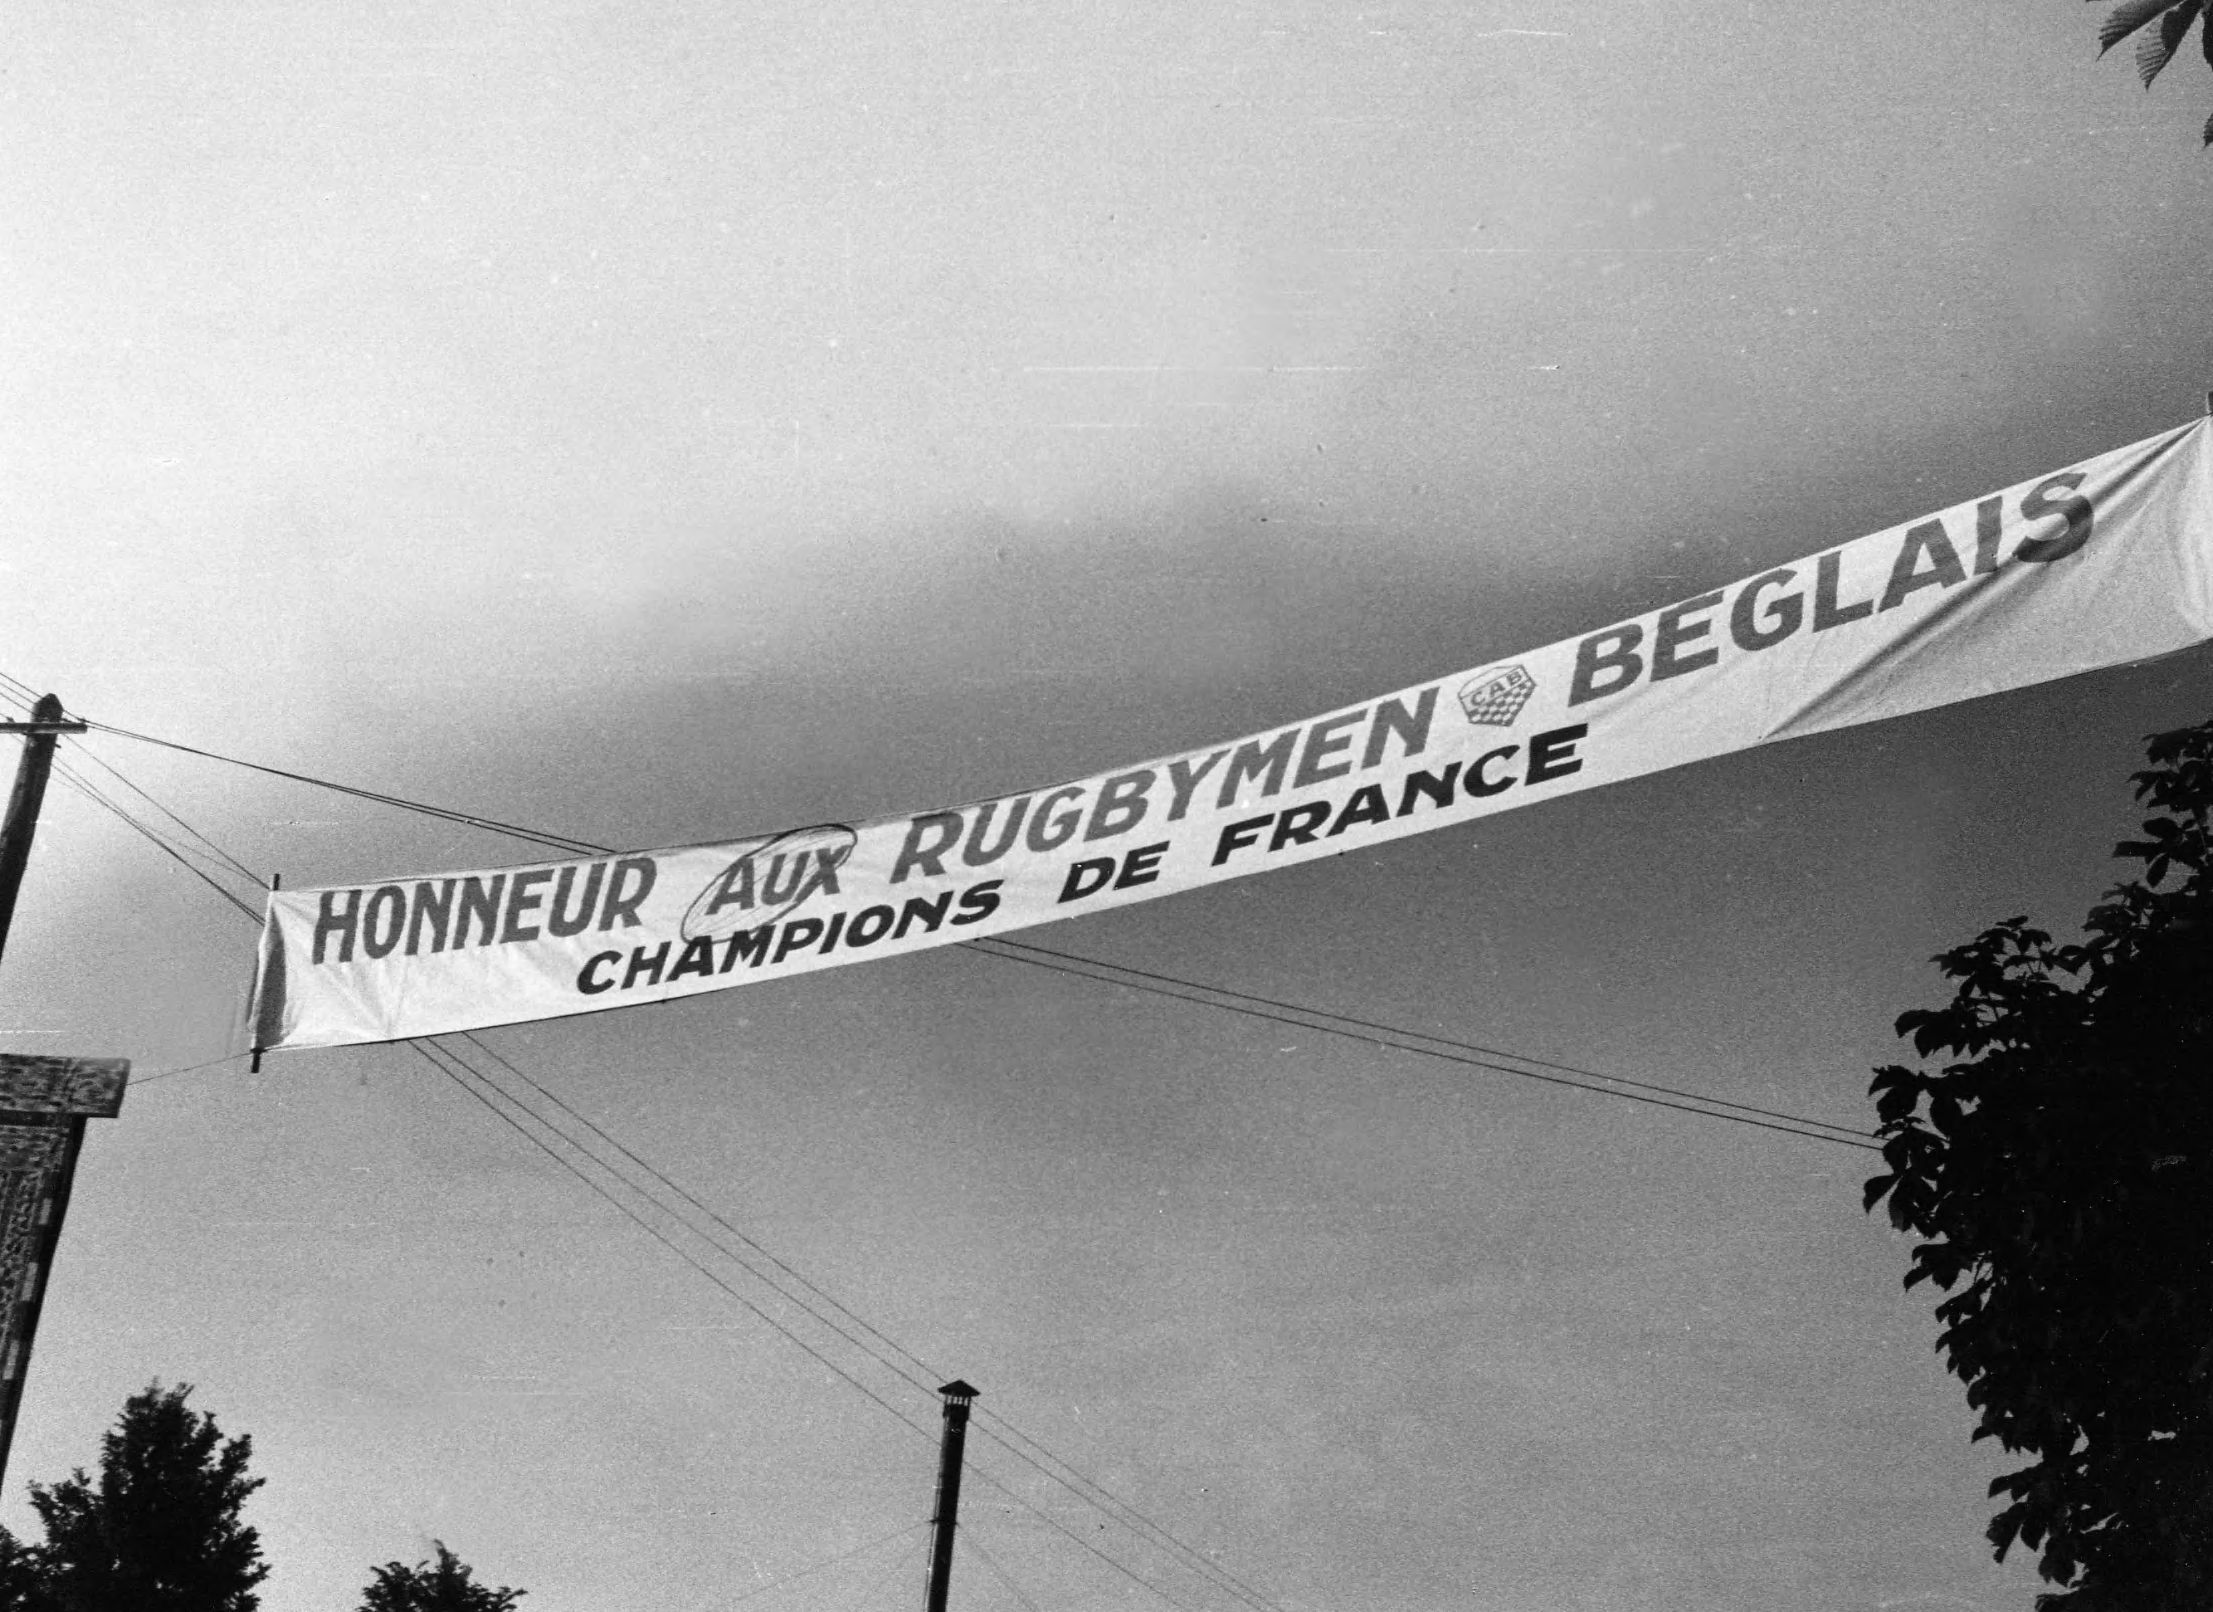 HONNEUR AUX RUGBYMEN CAB BEGLAIS
CHAMPIONS DE FRANCE